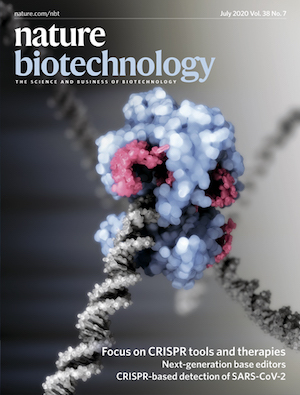 nature.com/nbt
July 2020 Vol. 38 No. 7
nature
biotechnology
THE SCIENCE AND BUSINESS OF BIOTECHNOLOGY
Focus on CRISPR tools and therapies
Next-generation base editors
CRISPR-based detection of SARS-CoV-2